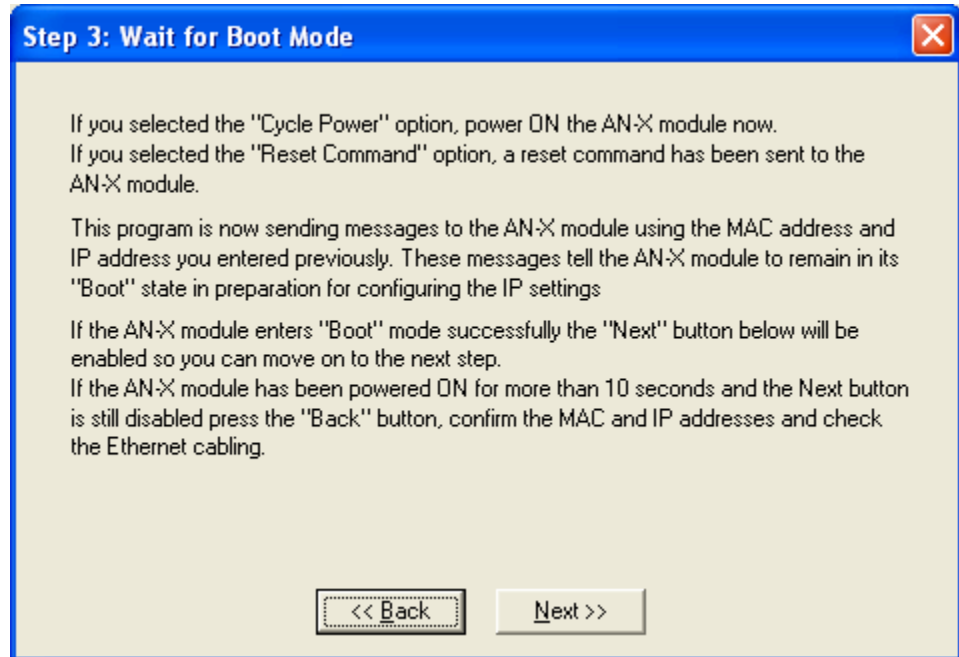 Step 3: Wait for Boot Mode
If you selected the "Cycle Power" option, power ON the AN-X module now.
If you selected the "Reset Command" option, a reset command has been sent to the
AN-X module.
This program is now sending messages to the AN-X module using the MAC address and
IP address you entered previously. These messages tell the AN-X module to remain in its
"Boot" state in preparation for configuring the IP settings
If the AN-X module enters "Boot" mode successfully the "Next" button below will be
enabled so you can move on to the next step.
If the AN-X module has been powered ON for more than 10 seconds and the Next button
is still disabled press the "Back" button, confirm the MAC and IP addresses and check
the Ethernet cabling.
<< Back
Next >>